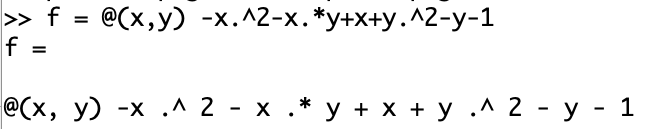 >> f = @(x,y) -x.^2-x.*y+x+y.^2-y-1
f =
@(x, y) -x .^ 2 - x .* y + x + y .^ 2 - y - 1